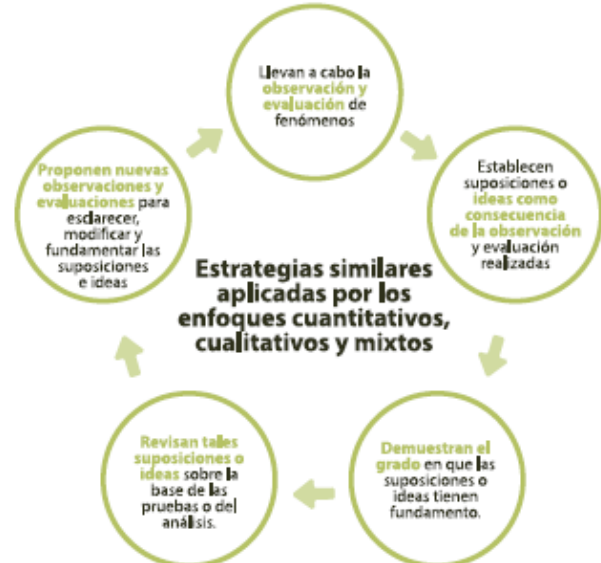 Llevan a cabo la
observación y
evaluación de
fenómenos
Establecen
suposiciones o
ideas como
consecuencia
de la observación
y evaluación
realizadas
Demuestran el
grado en que las
suposiciones o
ideas tienen
fundamento.
Revisan tales
suposiciones o
ideas sobre la
base de las
pruebas o del
análisis.
Proponen nuevas
observaciones y
evaluaciones para
esclarecer,
modificar y
fundamentar las
suposiciones
e ideas
Estrategias similares
aplicadas por los
enfoques cuantitativos,
cualitativos y mixtos